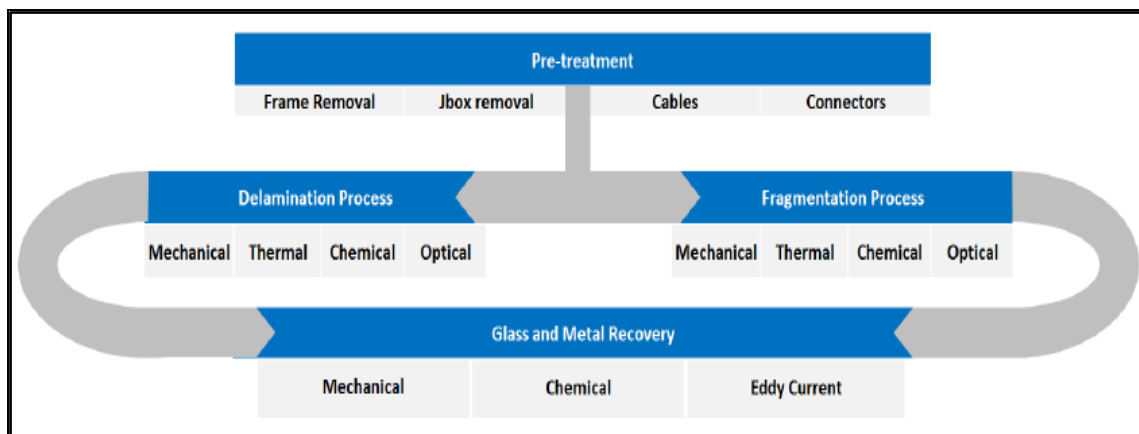 Pre-treatment
Frame Removal Jbox removal Cables Connectors
Delamination Process Fragmentation Process
Mechanical Thermal Chemical Optical Mechanical Thermal Chemical Optical
Glass and Metal Recovery
Mechanical Chemical Eddy Current